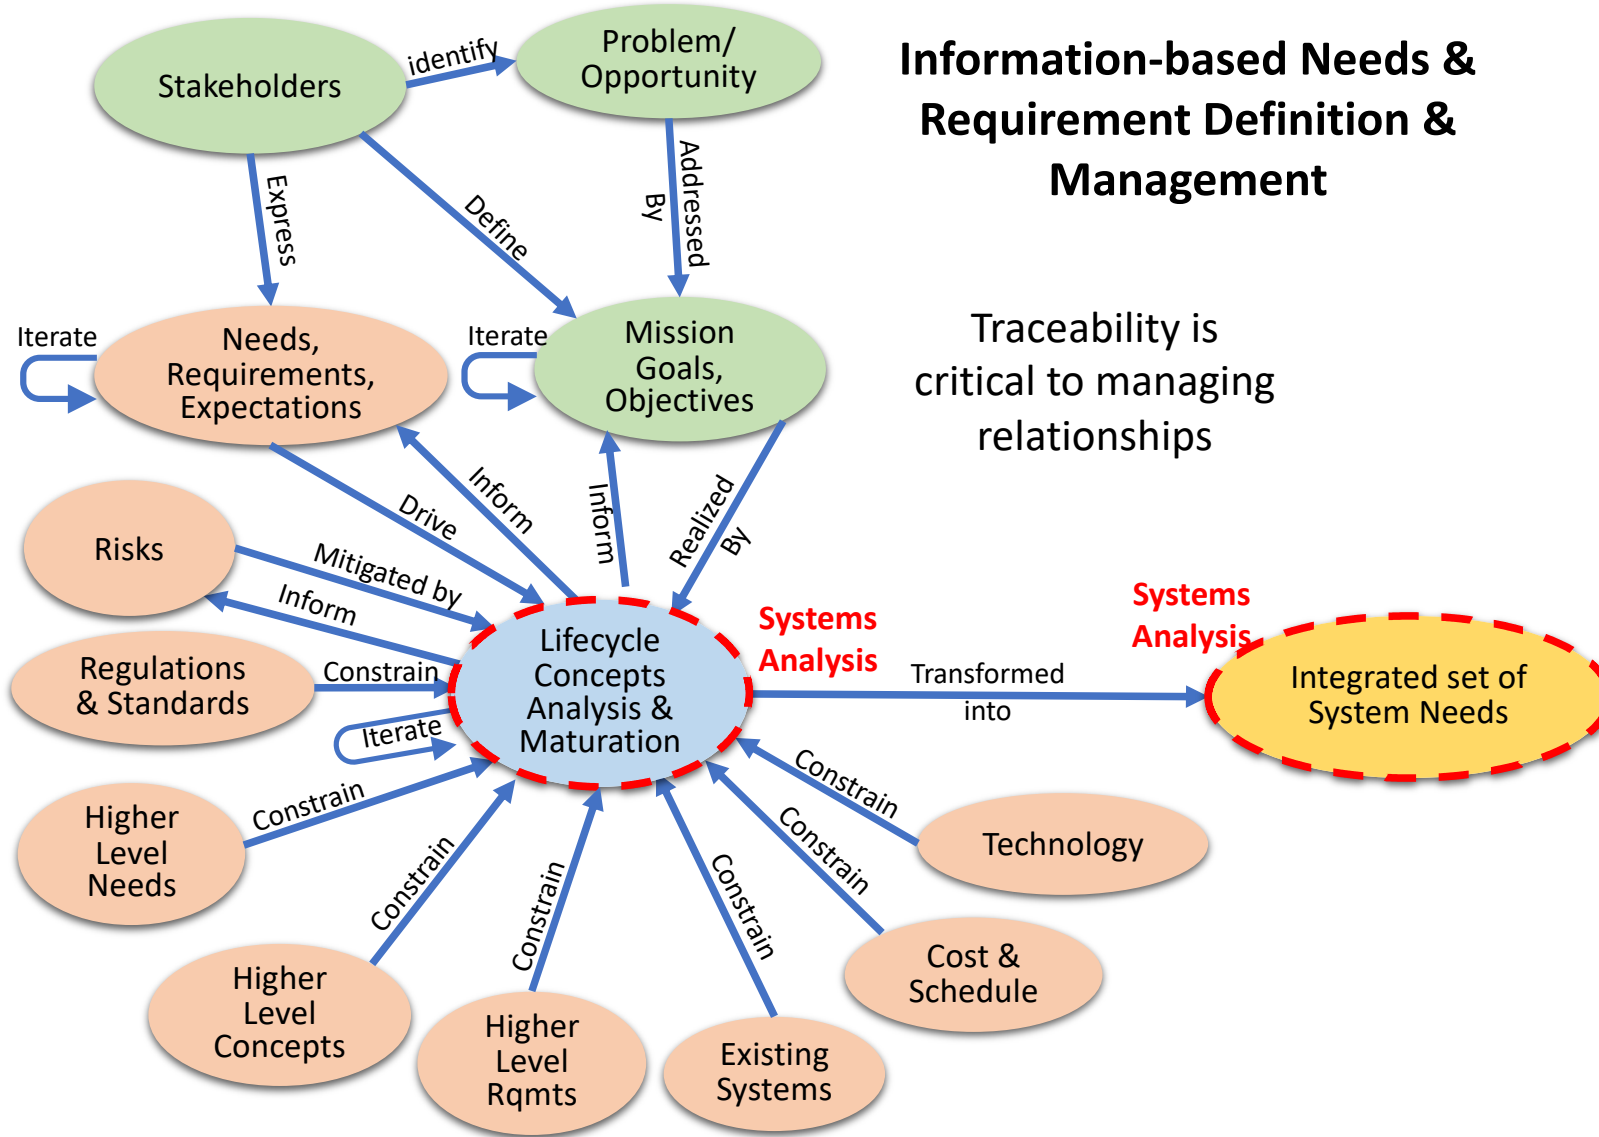 Information-based Needs &
Requirement Definition &
Management
Traceability is
critical to managing
relationships
Stakeholders
identify
Problem/
Opportunity
Express
Define
Addressed
By
Iterate
Needs,
Requirements,
Expectations
Iterate
Mission
Goals,
Objectives
Drive
Inform
Inform
Realized
By
Risks
Mitigated by
Inform
Regulations
& Standards
Constrain
Iterate
Lifecycle
Concepts
Analysis &
Maturation
Systems
Analysis
Transformed
into
Systems
Analysis
Integrated set of
System Needs
Higher
Level
Needs
Constrain
Higher
Level
Concepts
Constrain
Higher
Level
Rqmts
Constrain
Existing
Systems
Constrain
Cost &
Schedule
Constrain
Technology
Constrain